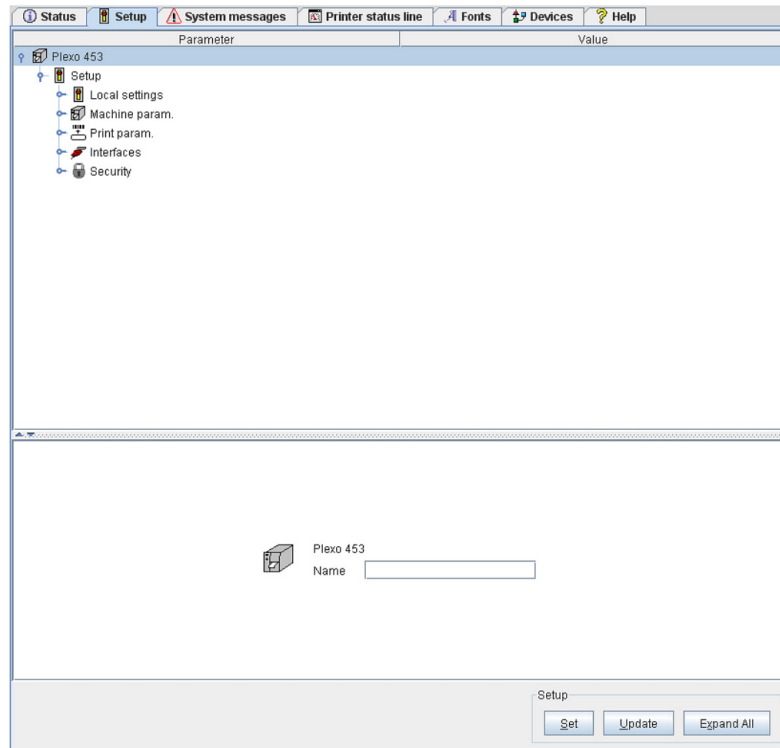 Status Setup System messages Printer status line Fonts Devices Help
Parameter Value
Plexo 453
Setup
Local settings
Machine param.
Print param.
Interfaces
Security
Plexo 453
Name
Setup
Set Update Expand All